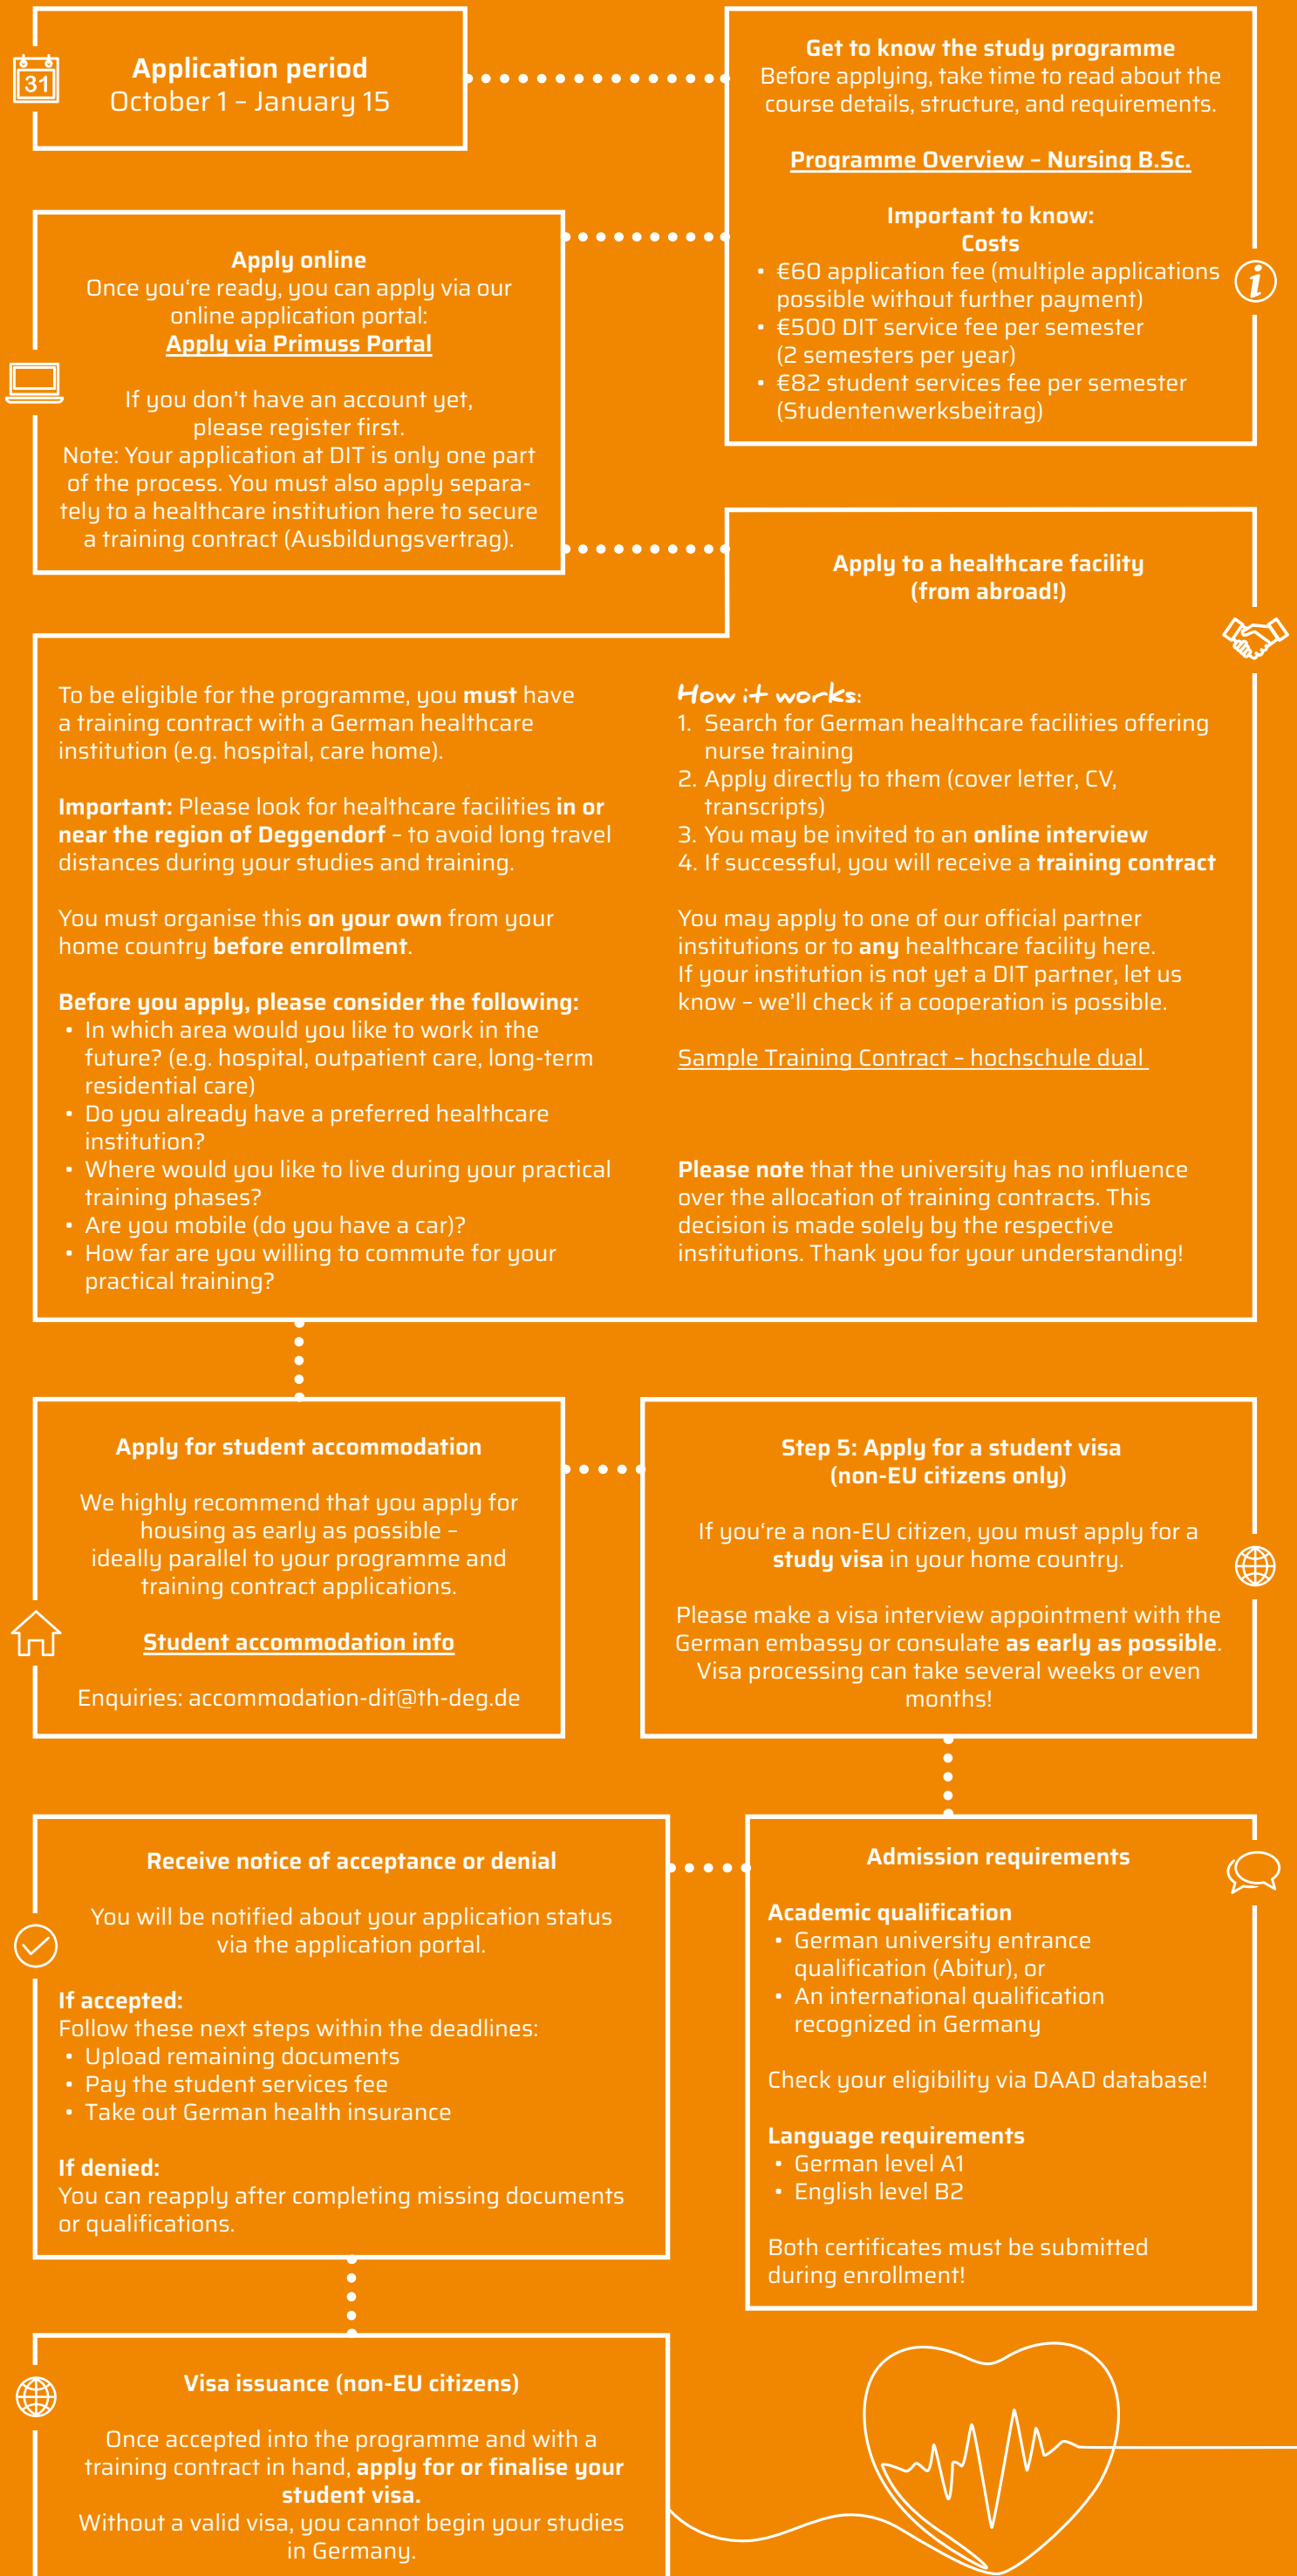 31
Application period
October 1 – January 15
Get to know the study programme
Before applying, take time to read about the
course details, structure, and requirements.
Programme Overview – Nursing B.Sc.
Important to know:
Costs
• €60 application fee (multiple applications
possible without further payment)
• €500 DIT service fee per semester
(2 semesters per year)
• €82 student services fee per semester
(Studentenwerksbeitrag)
i
Apply online
Once you‘re ready, you can apply via our
online application portal:
Apply via Primuss Portal
If you don’t have an account yet,
please register first.
Note: Your application at DIT is only one part
of the process. You must also apply separa-
tely to a healthcare institution here to secure
a training contract (Ausbildungsvertrag).
Apply to a healthcare facility
(from abroad!)
To be eligible for the programme, you must have
a training contract with a German healthcare
institution (e.g. hospital, care home).
Important: Please look for healthcare facilities in or
near the region of Deggendorf – to avoid long travel
distances during your studies and training.
You must organise this on your own from your
home country before enrollment.
Before you apply, please consider the following:
• In which area would you like to work in the
future? (e.g. hospital, outpatient care, long-term
residential care)
• Do you already have a preferred healthcare
institution?
• Where would you like to live during your practical
training phases?
• Are you mobile (do you have a car)?
• How far are you willing to commute for your
practical training?
How it works:
1. Search for German healthcare facilities offering
nurse training
2. Apply directly to them (cover letter, CV,
transcripts)
3. You may be invited to an online interview
4. If successful, you will receive a training contract
You may apply to one of our official partner
institutions or to any healthcare facility here.
If your institution is not yet a DIT partner, let us
know – we’ll check if a cooperation is possible.
Sample Training Contract – hochschule dual
Please note that the university has no influence
over the allocation of training contracts. This
decision is made solely by the respective
institutions. Thank you for your understanding!
Apply for student accommodation
We highly recommend that you apply for
housing as early as possible –
ideally parallel to your programme and
training contract applications.
Student accommodation info
Enquiries: accommodation-dit@th-deg.de
Step 5: Apply for a student visa
(non-EU citizens only)
If you‘re a non-EU citizen, you must apply for a
study visa in your home country.
Please make a visa interview appointment with the
German embassy or consulate as early as possible.
Visa processing can take several weeks or even
months!
Receive notice of acceptance or denial
You will be notified about your application status
via the application portal.
If accepted:
Follow these next steps within the deadlines:
• Upload remaining documents
• Pay the student services fee
• Take out German health insurance
If denied:
You can reapply after completing missing documents
or qualifications.
Admission requirements
Academic qualification
• German university entrance
qualification (Abitur), or
• An international qualification
recognized in Germany
Check your eligibility via DAAD database!
Language requirements
• German level A1
• English level B2
Both certificates must be submitted
during enrollment!
Visa issuance (non-EU citizens)
Once accepted into the programme and with a
training contract in hand, apply for or finalise your
student visa.
Without a valid visa, you cannot begin your studies
in Germany.